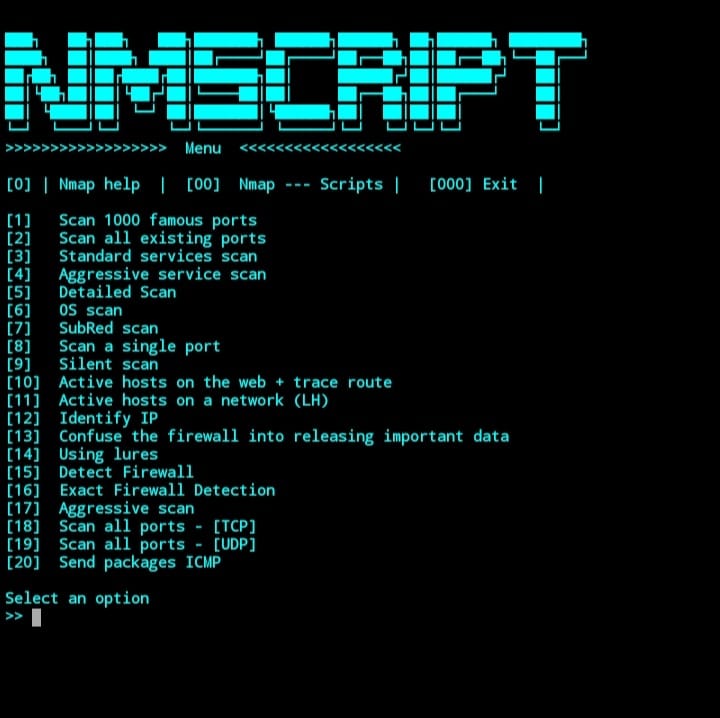 NMSCRIPT
>>>>>>>>>>>>>>>>>> Menu <<<<<<<<<<<<<<<<<<
[0] | Nmap help | [00] Nmap --- Scripts | [000] Exit |
[1] Scan 1000 famous ports
[2] Scan all existing ports
[3] Standard services scan
[4] Aggressive service scan
[5] Detailed Scan
[6] OS scan
[7] SubRed scan
[8] Scan a single port
[9] Silent scan
[10] Active hosts on the web + trace route
[11] Active hosts on a network (LH)
[12] Identify IP
[13] Confuse the firewall into releasing important data
[14] Using lures
[15] Detect Firewall
[16] Exact Firewall Detection
[17] Aggressive scan
[18] Scan all ports - [TCP]
[19] Scan all ports - [UDP]
[20] Send packages ICMP
Select an option
>>